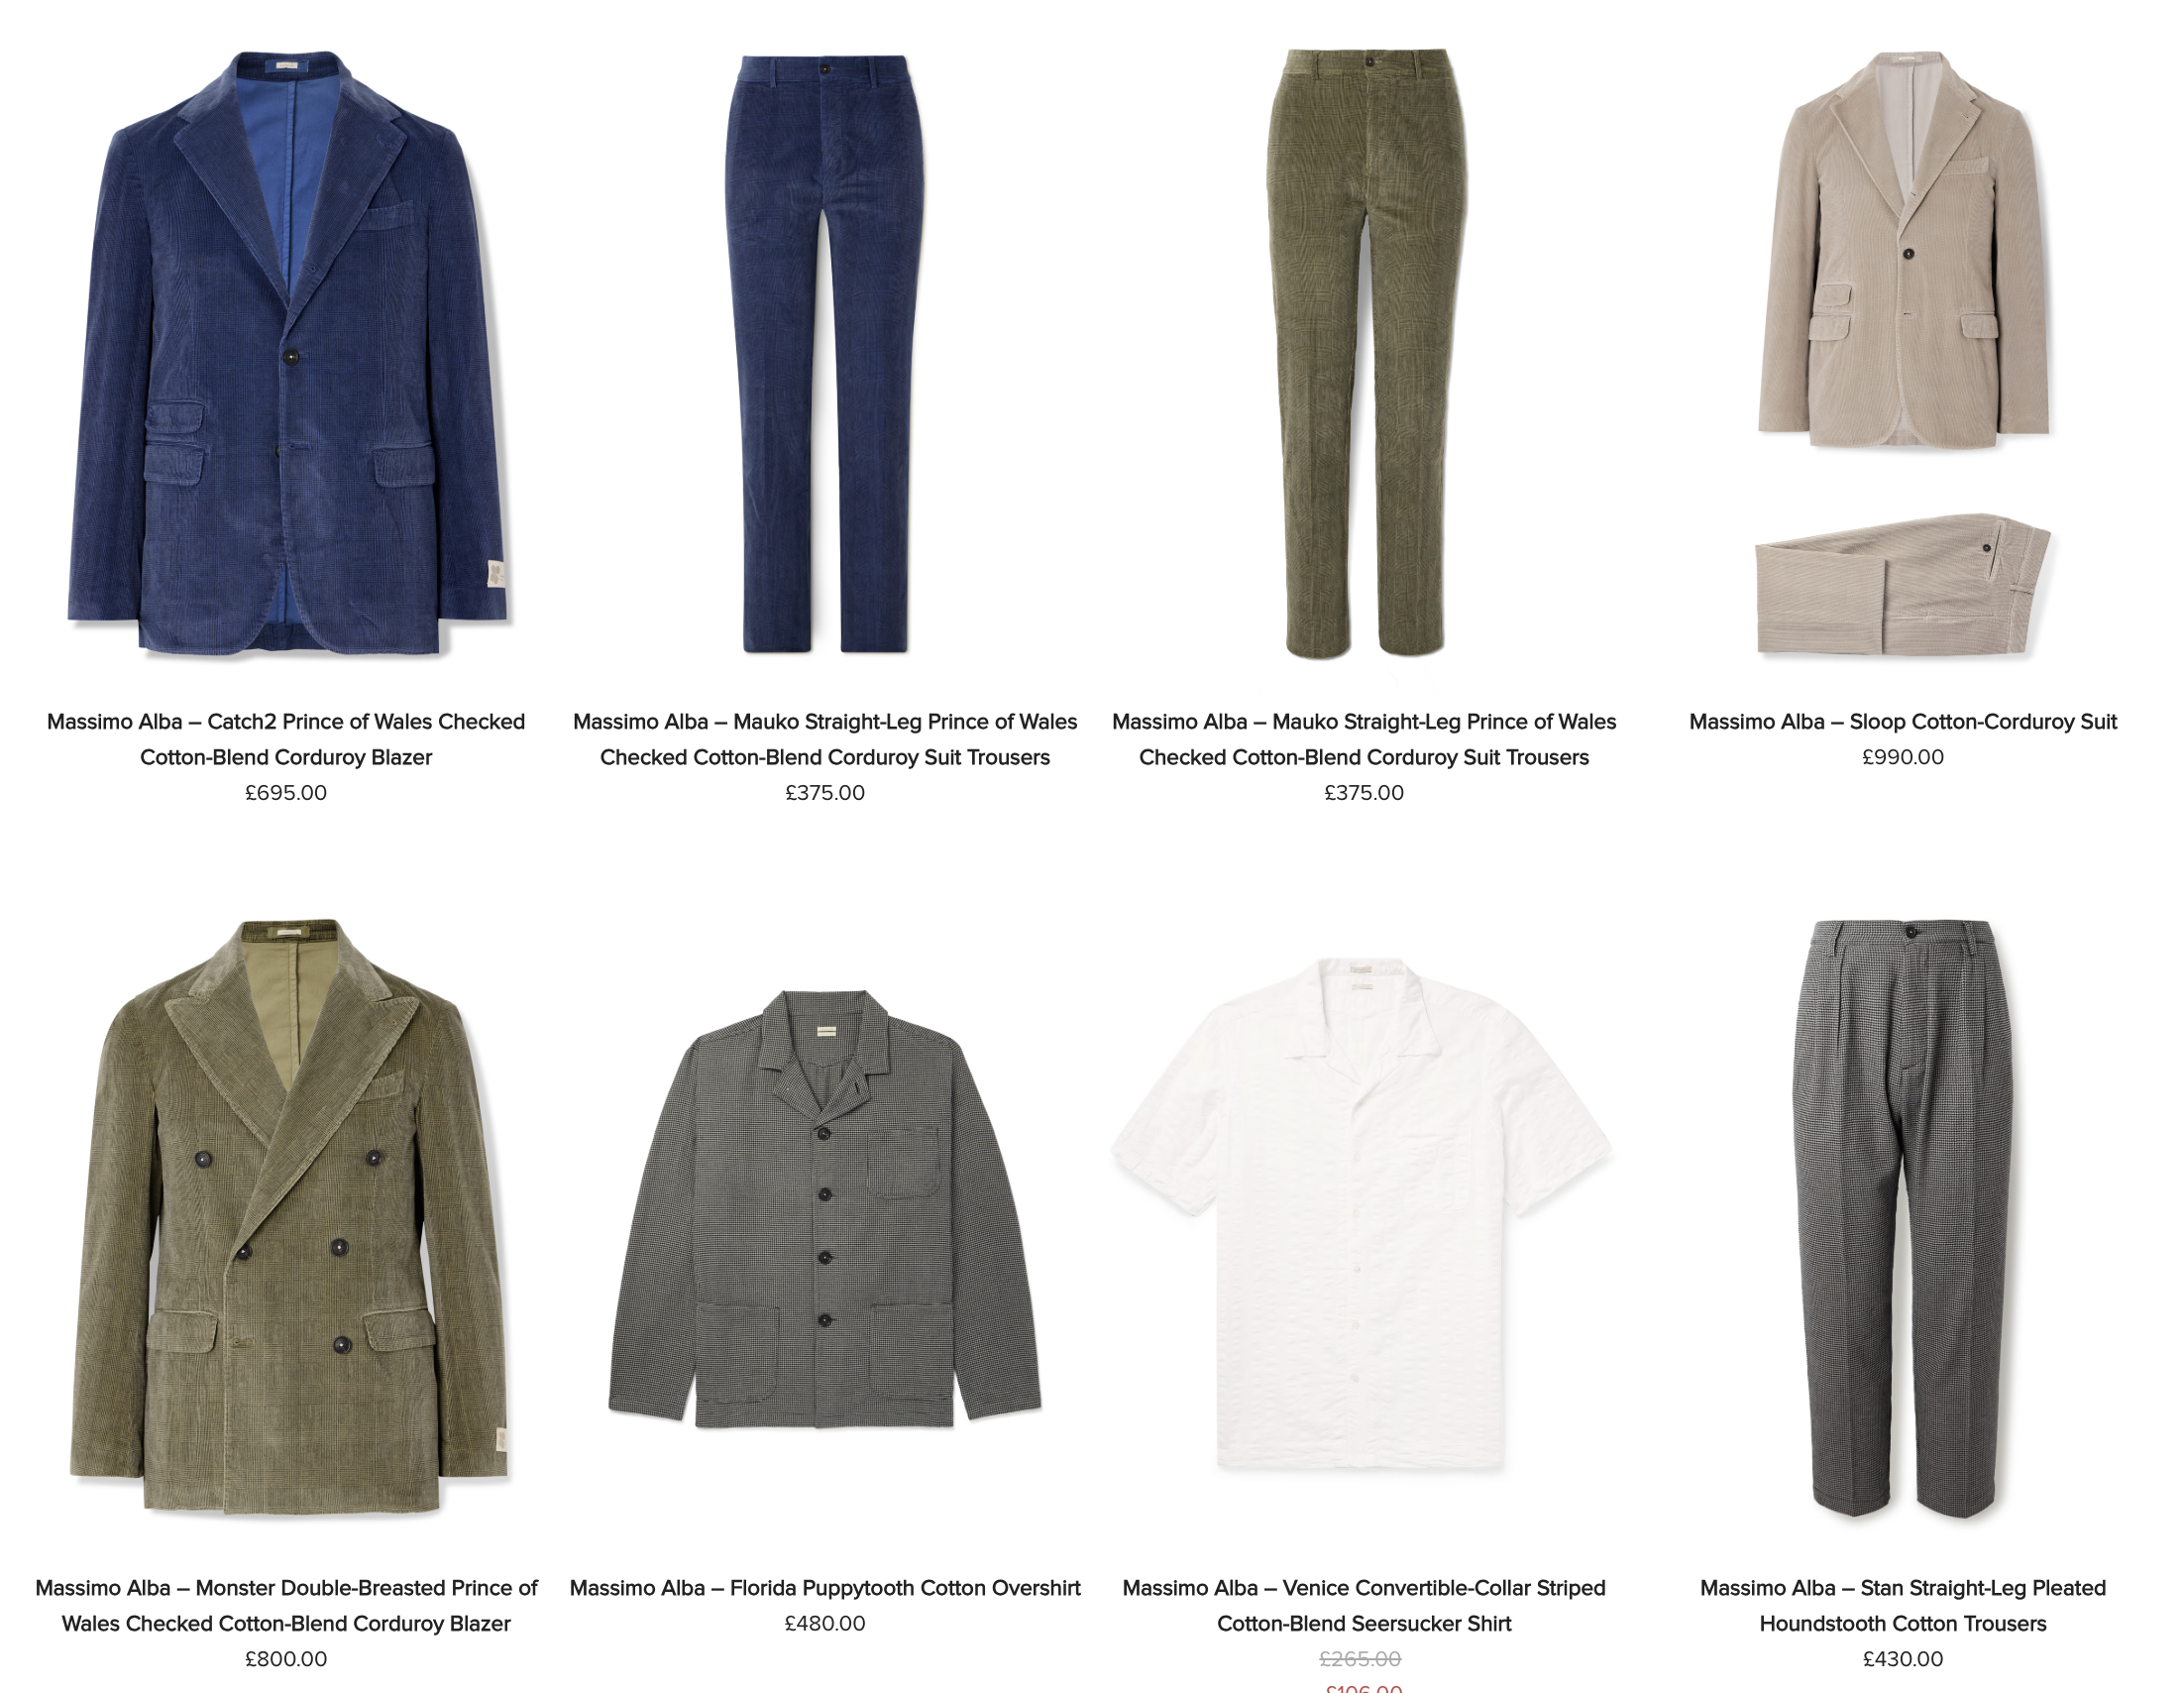 Massimo Alba – Catch2 Prince of Wales Checked
Cotton-Blend Corduroy Blazer
£695.00
Massimo Alba – Mauko Straight-Leg Prince of Wales
Checked Cotton-Blend Corduroy Suit Trousers
£375.00
Massimo Alba – Mauko Straight-Leg Prince of Wales
Checked Cotton-Blend Corduroy Suit Trousers
£375.00
Massimo Alba – Sloop Cotton-Corduroy Suit
£990.00
Massimo Alba – Monster Double-Breasted Prince of
Wales Checked Cotton-Blend Corduroy Blazer
£800.00
Massimo Alba – Florida Puppytooth Cotton Overshirt
£480.00
Massimo Alba – Venice Convertible-Collar Striped
Cotton-Blend Seersucker Shirt
£265.00
£106.00
Massimo Alba – Stan Straight-Leg Pleated
Houndstooth Cotton Trousers
£430.00